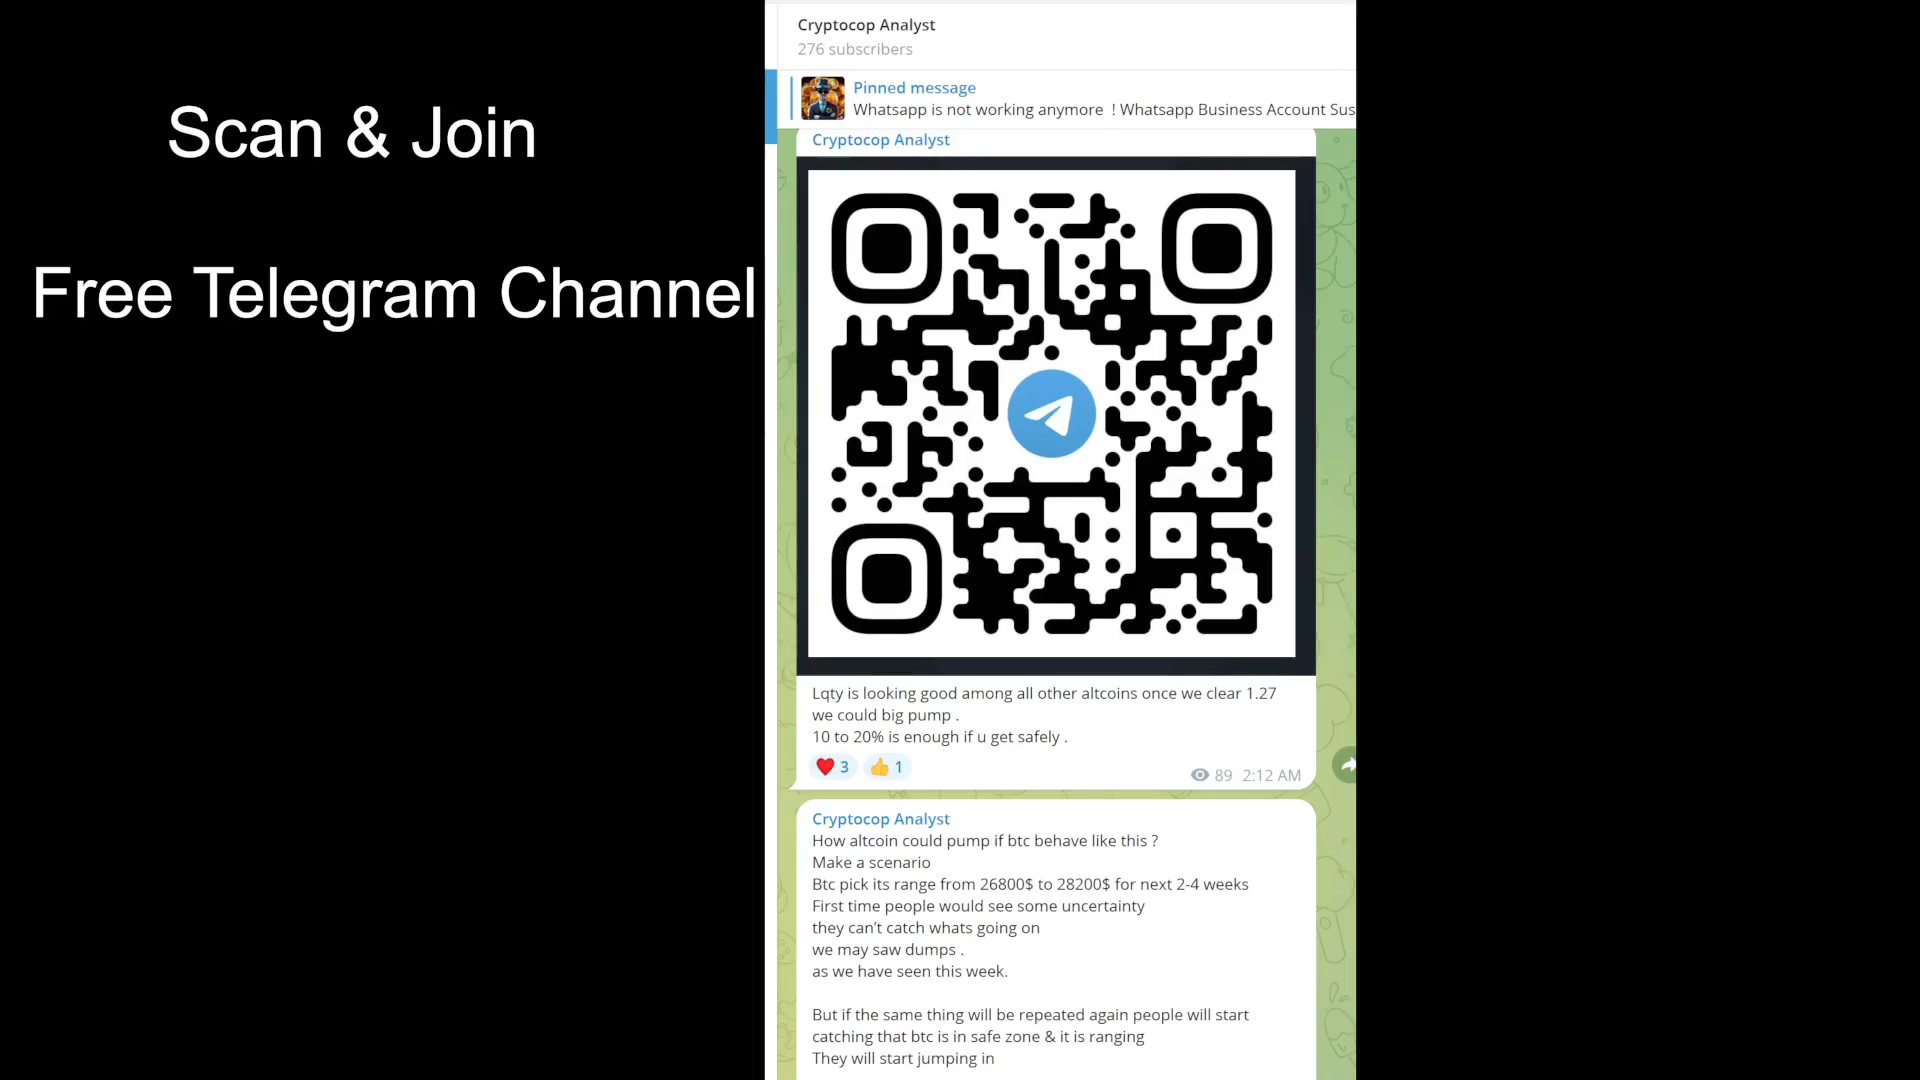 Scan & Join
Free Telegram Channel
Cryptocop Analyst
276 subscribers
Pinned message
Whatsapp is not working anymore ! Whatsapp Business Account Sus
Cryptocop Analyst
Lqty is looking good among all other altcoins once we clear 1.27
we could big pump .
10 to 20% is enough if u get safely .
3 1
89 2:12 AM
Cryptocop Analyst
How altcoin could pump if btc behave like this ?
Make a scenario
Btc pick its range from 26800$ to 28200$ for next 2-4 weeks
First time people would see some uncertainty
they can’t catch whats going on
we may saw dumps .
as we have seen this week.
But if the same thing will be repeated again people will start
catching that btc is in safe zone & it is ranging
They will start jumping in